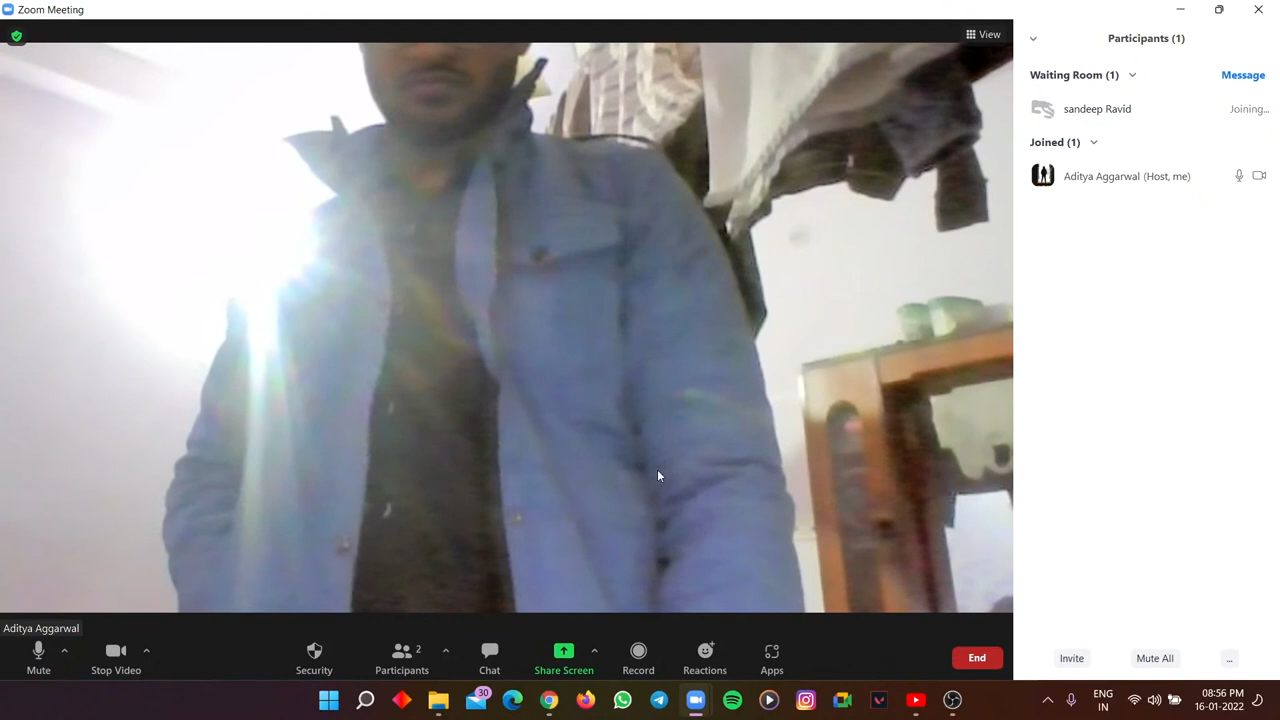 Zoom Meeting
View
Participants (1)
Waiting Room (1)
Message
sandeep Ravid
Joining...
Joined (1)
Aditya Aggarwal (Host, me)
Aditya Aggarwal
Mute
Stop Video
Security
2
Participants
Chat
Share Screen
Record
Reactions
Apps
End
Invite
Mute All
...
30
ENG
IN
08:56 PM
16-01-2022